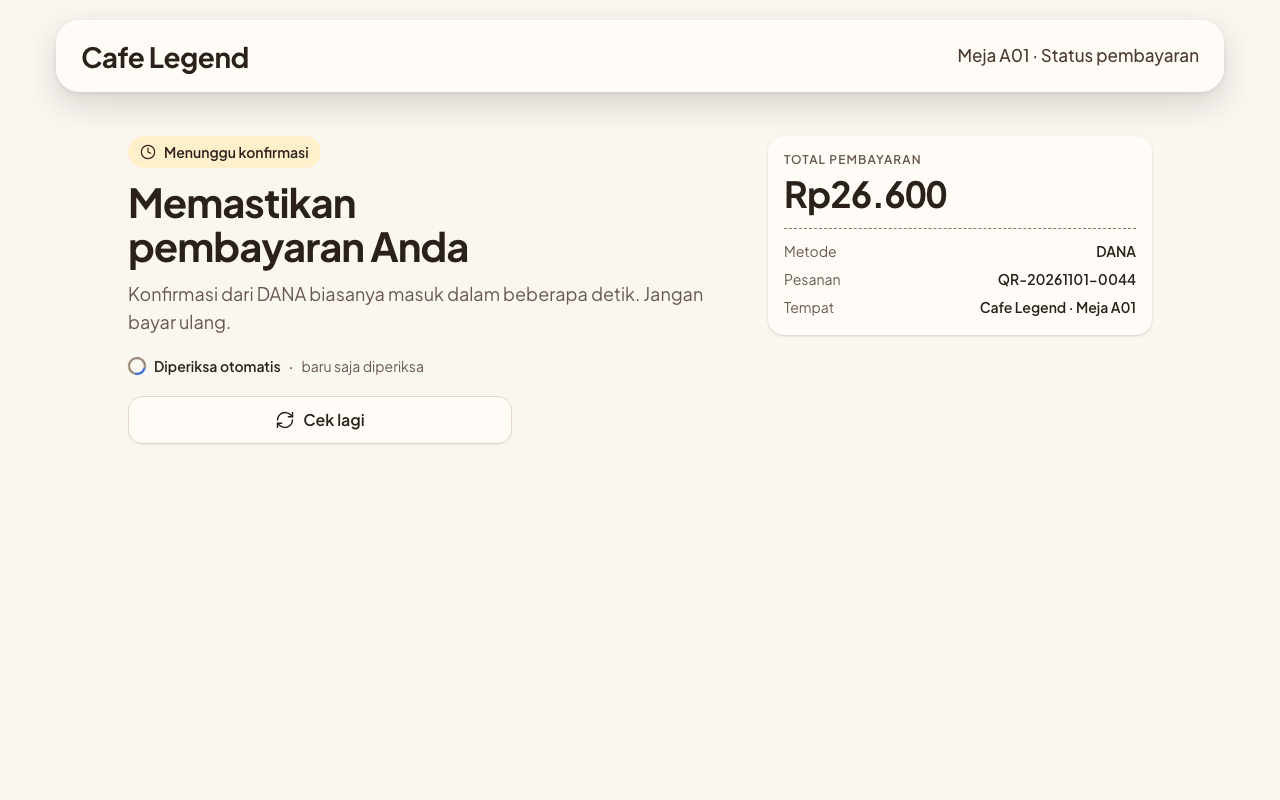 Cafe Legend
Meja A01 · Status pembayaran
Menunggu konfirmasi
Memastikan
pembayaran Anda
Konfirmasi dari DANA biasanya masuk dalam beberapa detik. Jangan
bayar ulang.
Diperiksa otomatis · baru saja diperiksa
Cek lagi
TOTAL PEMBAYARAN
Rp26.600
Metode DANA
Pesanan QR-20261101-0044
Tempat Cafe Legend · Meja A01